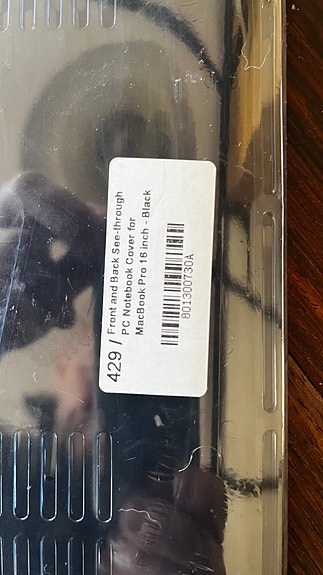 429 / Front and Back See-through
PC Notebook Cover for
MacBook Pro 16 inch - Black
801300730A